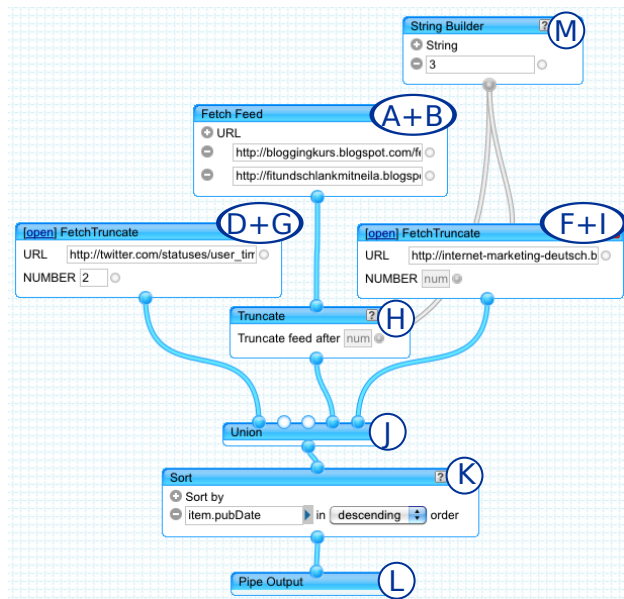 String Builder ? M
String
3
Fetch Feed A+B
URL
http://bloggingkurs.blogspot.com/fe
http://fitundschlankmitneila.blogspo
[open] FetchTruncate D+G
URL http://twitter.com/statuses/user_tim
NUMBER 2
[open] FetchTruncate F+I
URL http://internet-marketing-deutsch.b
NUMBER num
Truncate ? H
Truncate feed after num
Union J
Sort ? K
Sort by
item.pubDate in descending order
Pipe Output L